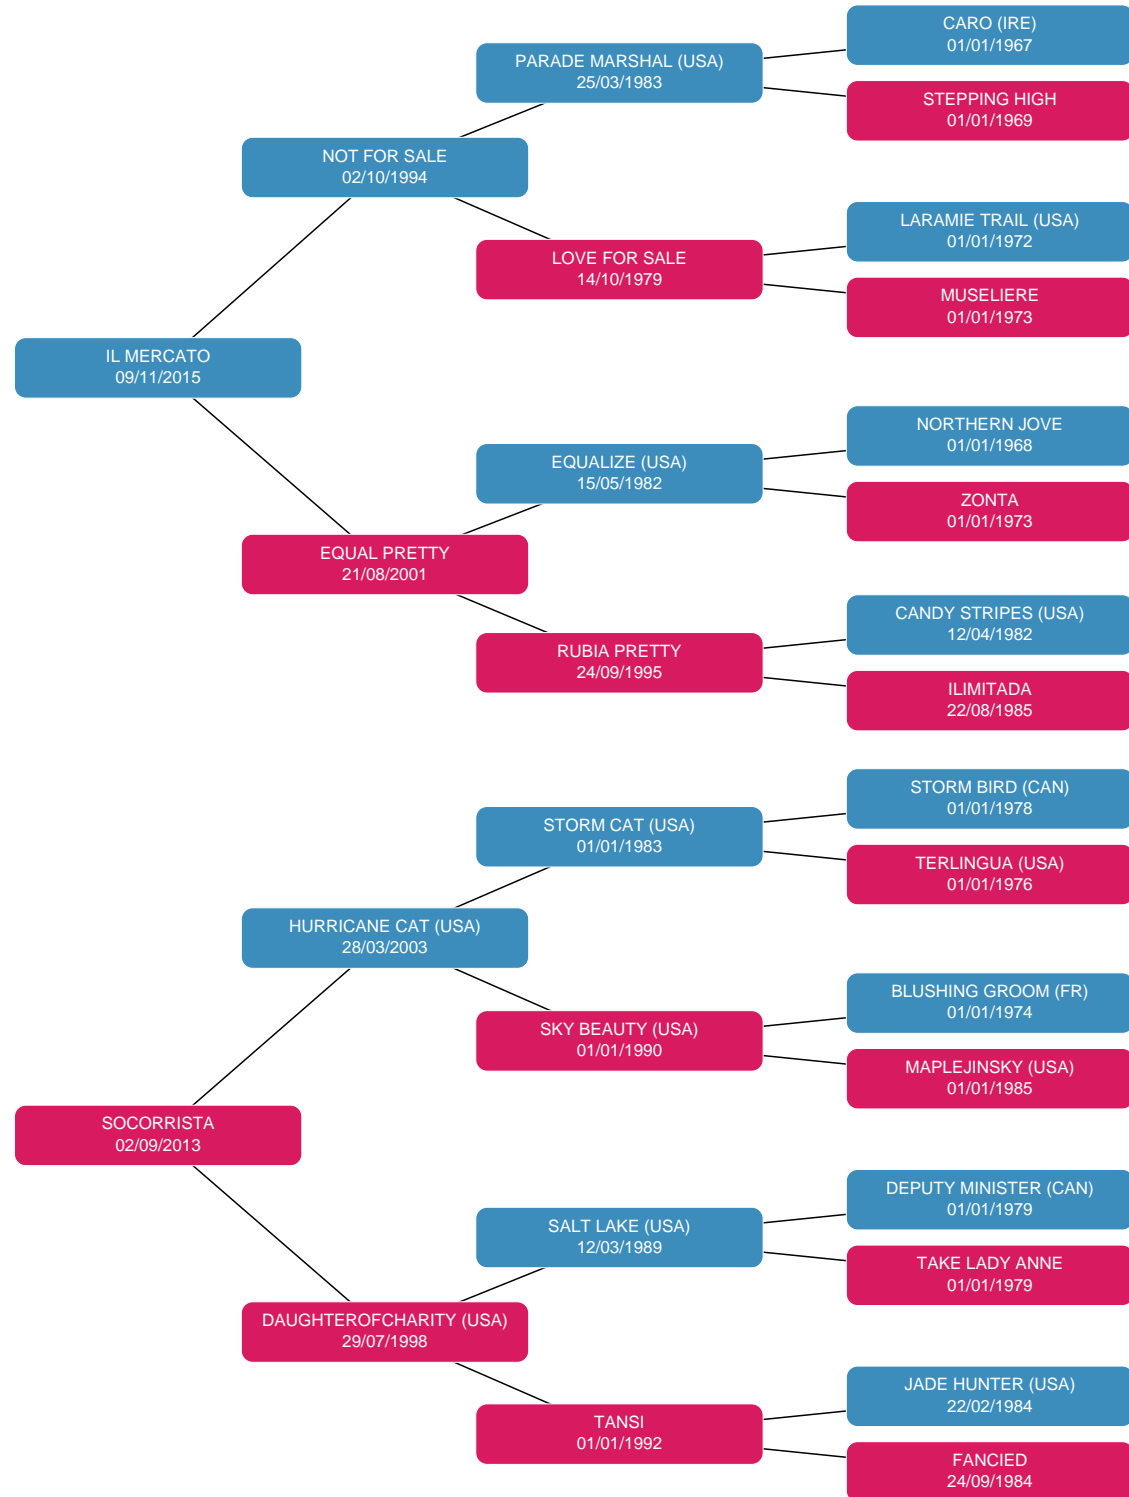 CARO (IRE)
01/01/1967
PARADE MARSHAL (USA)
25/03/1983
STEPPING HIGH
01/01/1969
NOT FOR SALE
02/10/1994
LARAMIE TRAIL (USA)
01/01/1972
LOVE FOR SALE
14/10/1979
MUSELIERE
01/01/1973
IL MERCATO
09/11/2015
NORTHERN JOVE
01/01/1968
EQUALIZE (USA)
15/05/1982
ZONTA
01/01/1973
EQUAL PRETTY
21/08/2001
CANDY STRIPES (USA)
12/04/1982
RUBIA PRETTY
24/09/1995
ILIMITADA
22/08/1985
STORM BIRD (CAN)
01/01/1978
STORM CAT (USA)
01/01/1983
TERLINGUA (USA)
01/01/1976
HURRICANE CAT (USA)
28/03/2003
BLUSHING GROOM (FR)
01/01/1974
SKY BEAUTY (USA)
01/01/1990
MAPLEJINSKY (USA)
01/01/1985
SOCORRISTA
02/09/2013
DEPUTY MINISTER (CAN)
01/01/1979
SALT LAKE (USA)
12/03/1989
TAKE LADY ANNE
01/01/1979
DAUGHTEROFCHARITY (USA)
29/07/1998
JADE HUNTER (USA)
22/02/1984
TANSI
01/01/1992
FANCIED
24/09/1984